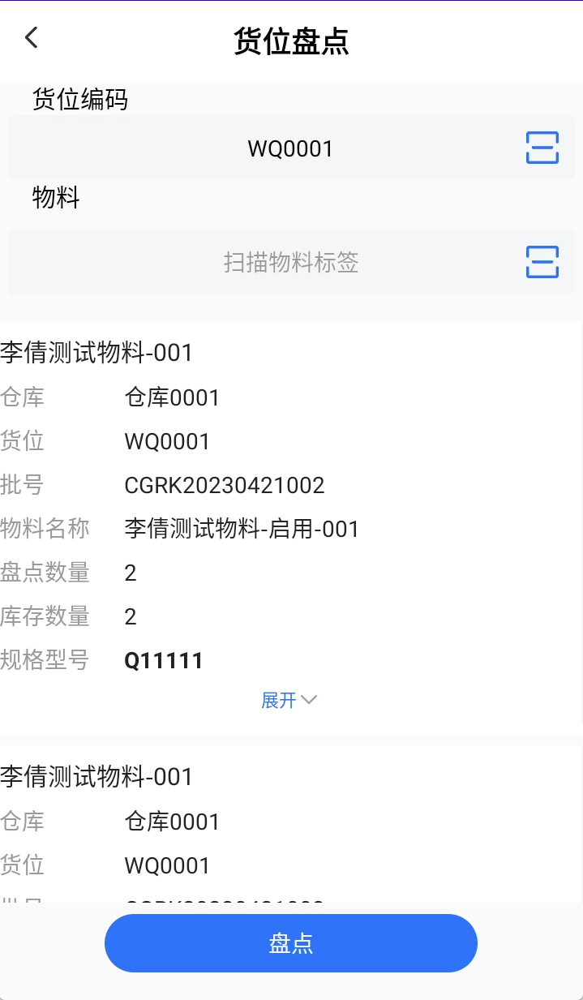 货位盘点
货位编码
WQ0001
物料
扫描物料标签
李倩测试物料-001
仓库 仓库0001
货位 WQ0001
批号 CGRK20230421002
物料名称 李倩测试物料-启用-001
盘点数量 2
库存数量 2
规格型号 Q11111
展开
李倩测试物料-001
仓库 仓库0001
货位 WQ0001
盘点